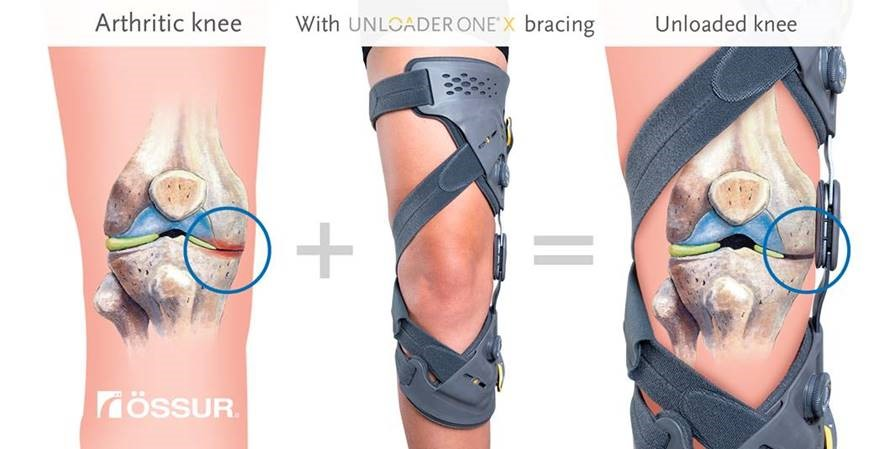 Arthritic knee
With UNLOADER ONE® X bracing
Unloaded knee
ÖSSUR®